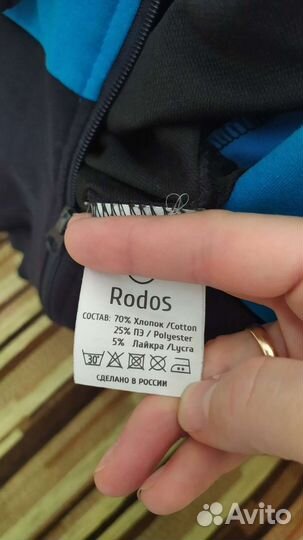 Rodos
СОСТАВ: 70% Хлопок /Cotton
25% ПЭ / Polyester
5% Лайкра /Lycra
30°
СДЕЛАНО В РОССИИ
Avito